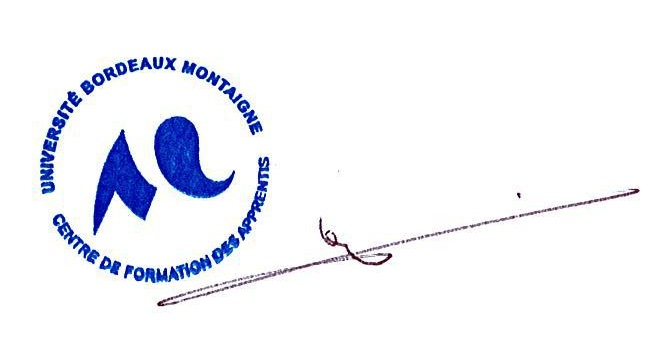 UNIVERSITÉ BORDEAUX MONTAIGNE
CENTRE DE FORMATION DES APPRENTIS